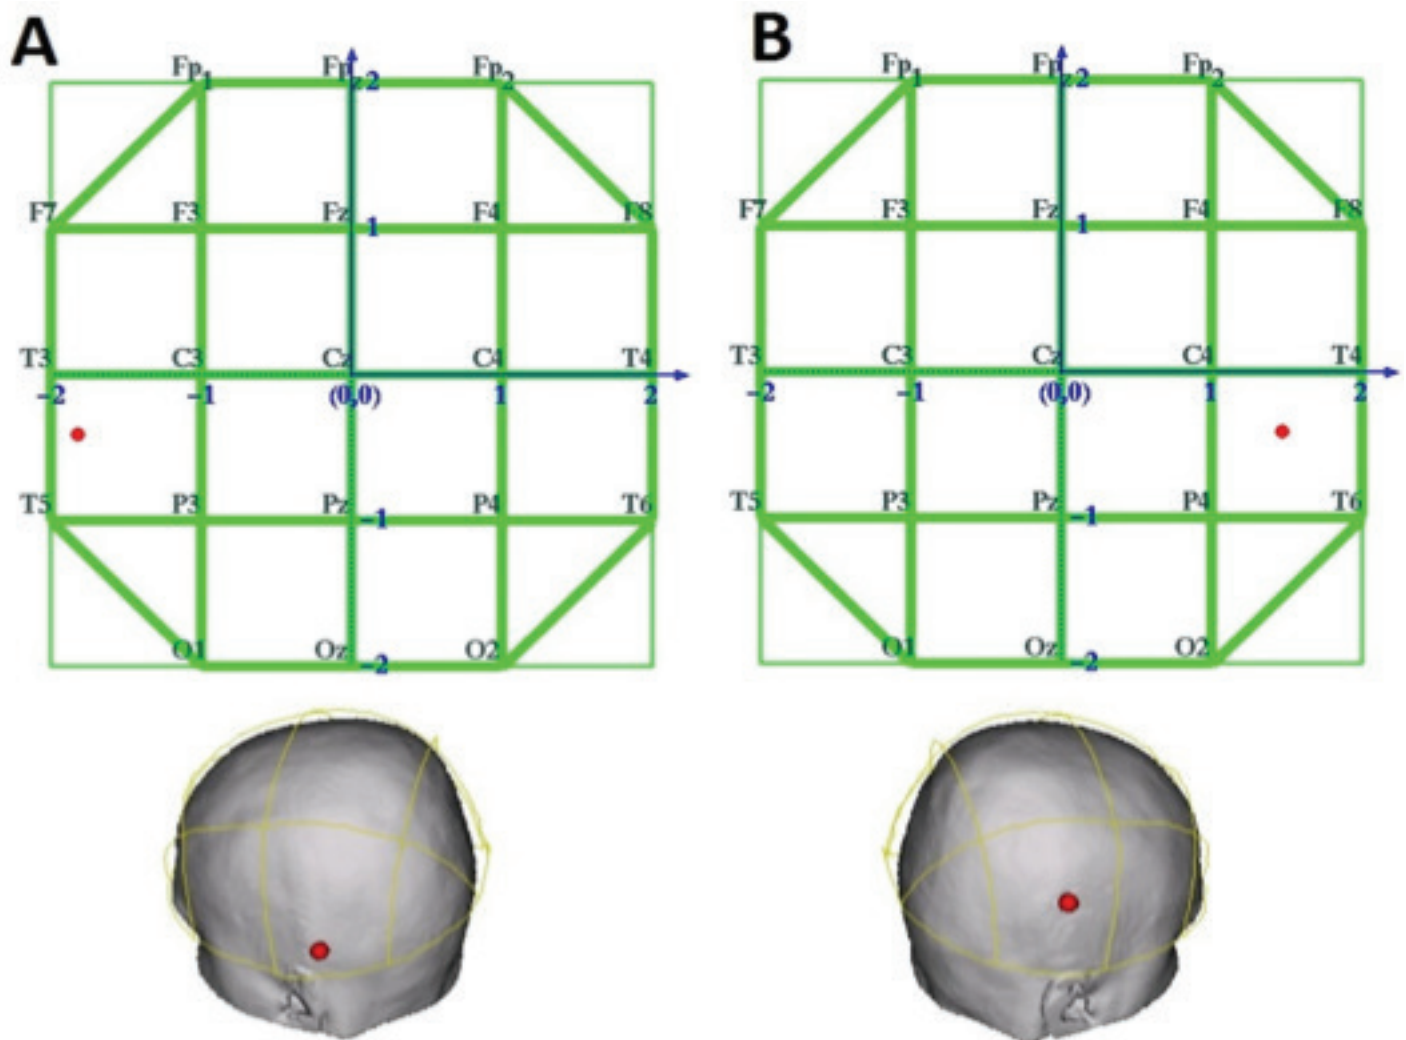 A B
Fp1 Fpz 2 Fp2 Fp1 Fpz 2 Fp2
F7 F3 Fz F4 F8 F7 F3 Fz F4 F8
1 1
T3 C3 Cz C4 T4 T3 C3 Cz C4 T4
−2 −1 (0,0) 1 2 −2 −1 (0,0) 1 2
T5 P3 Pz P4 T6 T5 P3 Pz P4 T6
−1 −1
O1 Oz O2 O1 Oz O2
−2 −2